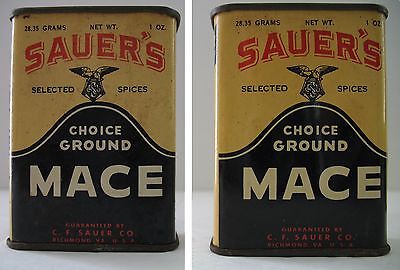 28.35 GRAMS NET WT. 1 OZ.
SAUER'S
SELECTED SPICES
CHOICE
GROUND
MACE
GUARANTEED BY
C. F. SAUER CO.
RICHMOND VA. U.S.A.
28.35 GRAMS NET WT. 1 OZ.
SAUER'S
SELECTED SPICES
CHOICE
GROUND
MACE
GUARANTEED BY
C. F. SAUER CO.
RICHMOND VA. U.S.A.